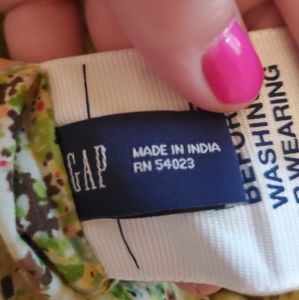 GAP
MADE IN INDIA
RN 54023
BEFORE
WASHING
WEARING